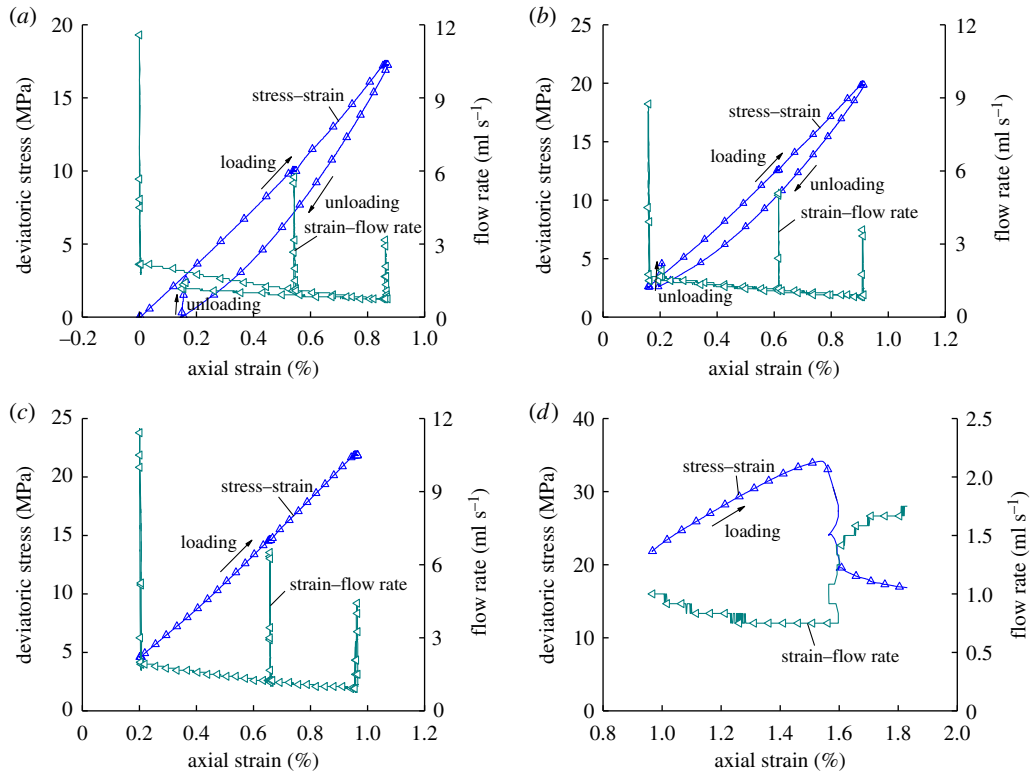 (a)
20
15
10
5
0
−0.2 0 0.2 0.4 0.6 0.8 1.0
12
9
6
3
0
deviatoric stress (MPa)
flow rate (ml s−1)
axial strain (%)
stress–strain
loading
unloading
strain–flow rate
unloading
(b)
25
20
15
10
5
0
0 0.2 0.4 0.6 0.8 1.0
12
9
6
3
0
deviatoric stress (MPa)
flow rate (ml s−1)
axial strain (%)
stress–strain
loading
unloading
strain–flow rate
unloading
(c)
25
20
15
10
5
0
0 0.2 0.4 0.6 0.8 1.0 1.2
12
9
6
3
0
deviatoric stress (MPa)
flow rate (ml s−1)
axial strain (%)
stress–strain
loading
strain–flow rate
(d)
40
30
20
10
0
0.8 1.0 1.2 1.4 1.6 1.8 2.0
2.5
2.0
1.5
1.0
0.5
0
deviatoric stress (MPa)
flow rate (ml s−1)
axial strain (%)
stress–strain
loading
strain–flow rate